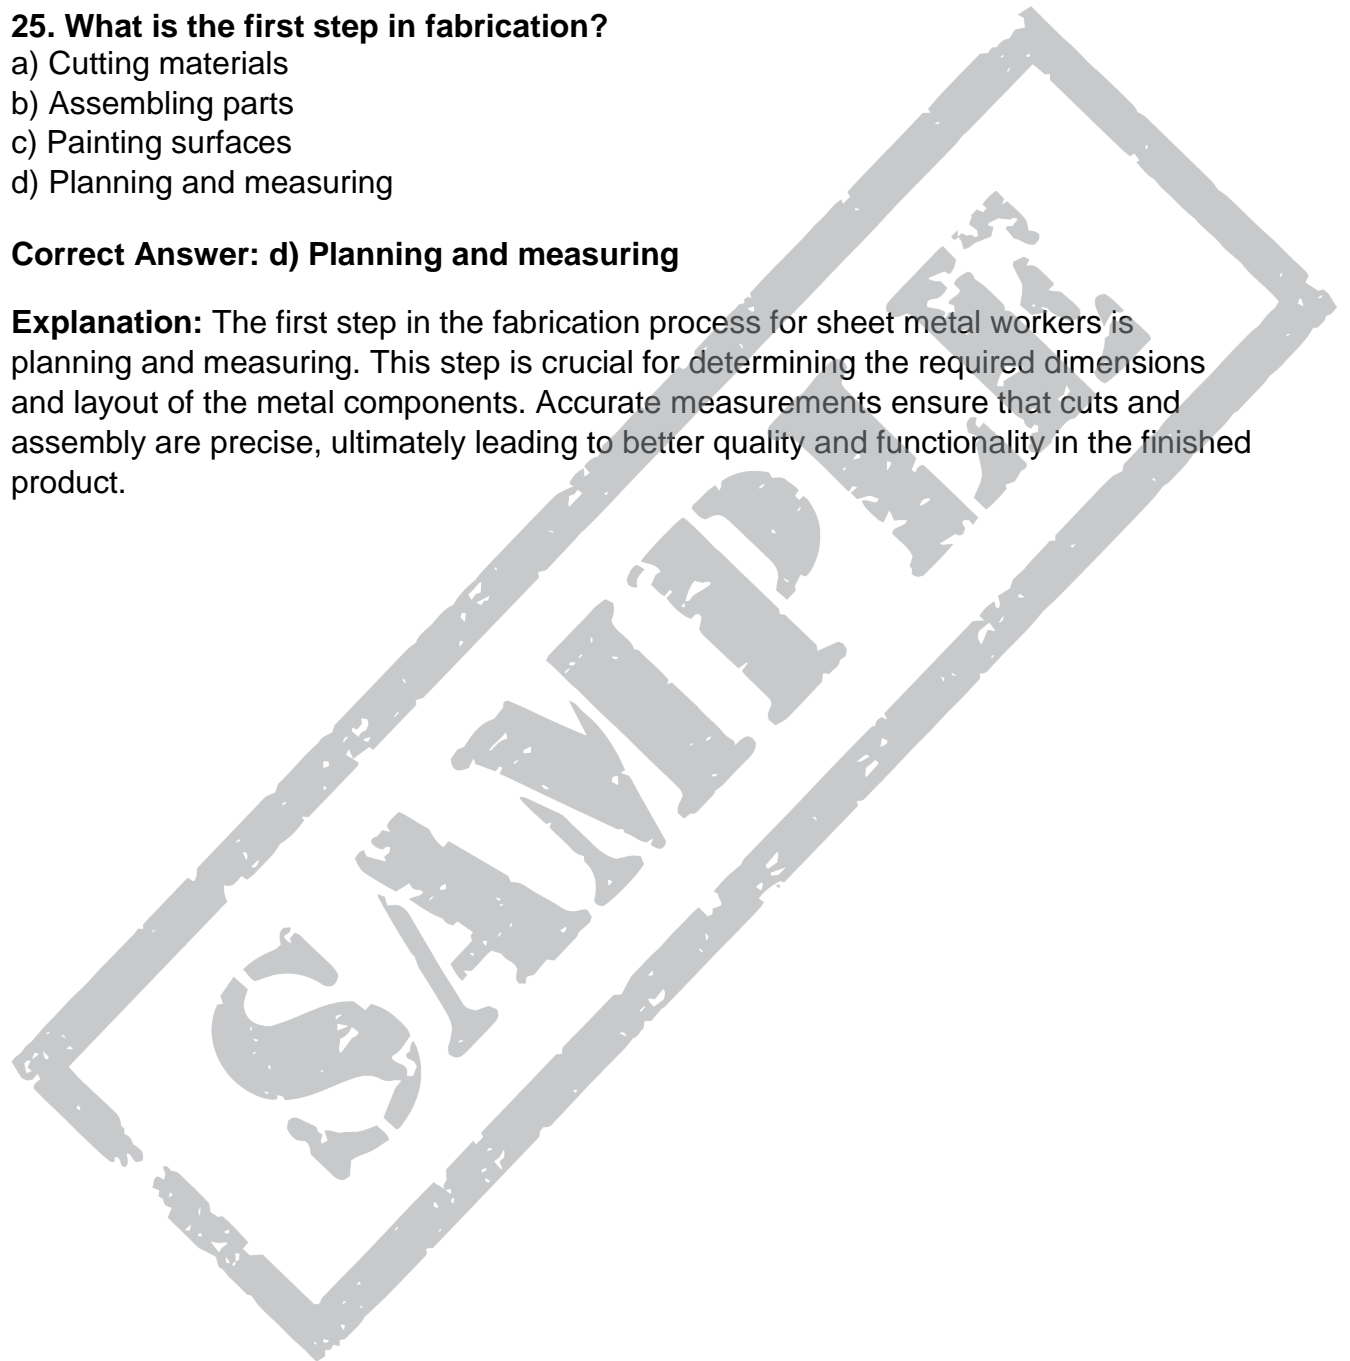 25. What is the first step in fabrication?
a) Cutting materials
b) Assembling parts
c) Painting surfaces
d) Planning and measuring
Correct Answer: d) Planning and measuring
Explanation: The first step in the fabrication process for sheet metal workers is
planning and measuring. This step is crucial for determining the required dimensions
and layout of the metal components. Accurate measurements ensure that cuts and
assembly are precise, ultimately leading to better quality and functionality in the finished
product.
SAMPLE